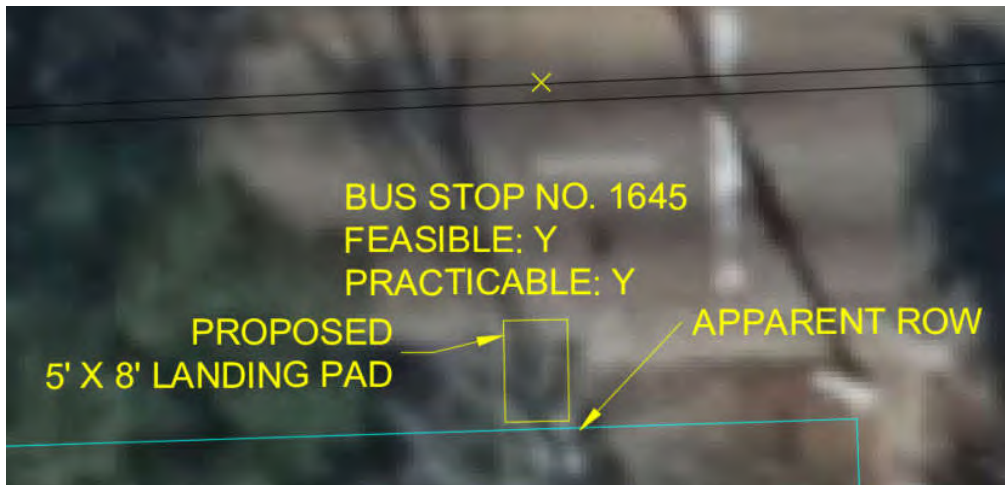 BUS STOP NO. 1645
FEASIBLE: Y
PRACTICABLE: Y
PROPOSED
5' X 8' LANDING PAD
APPARENT ROW